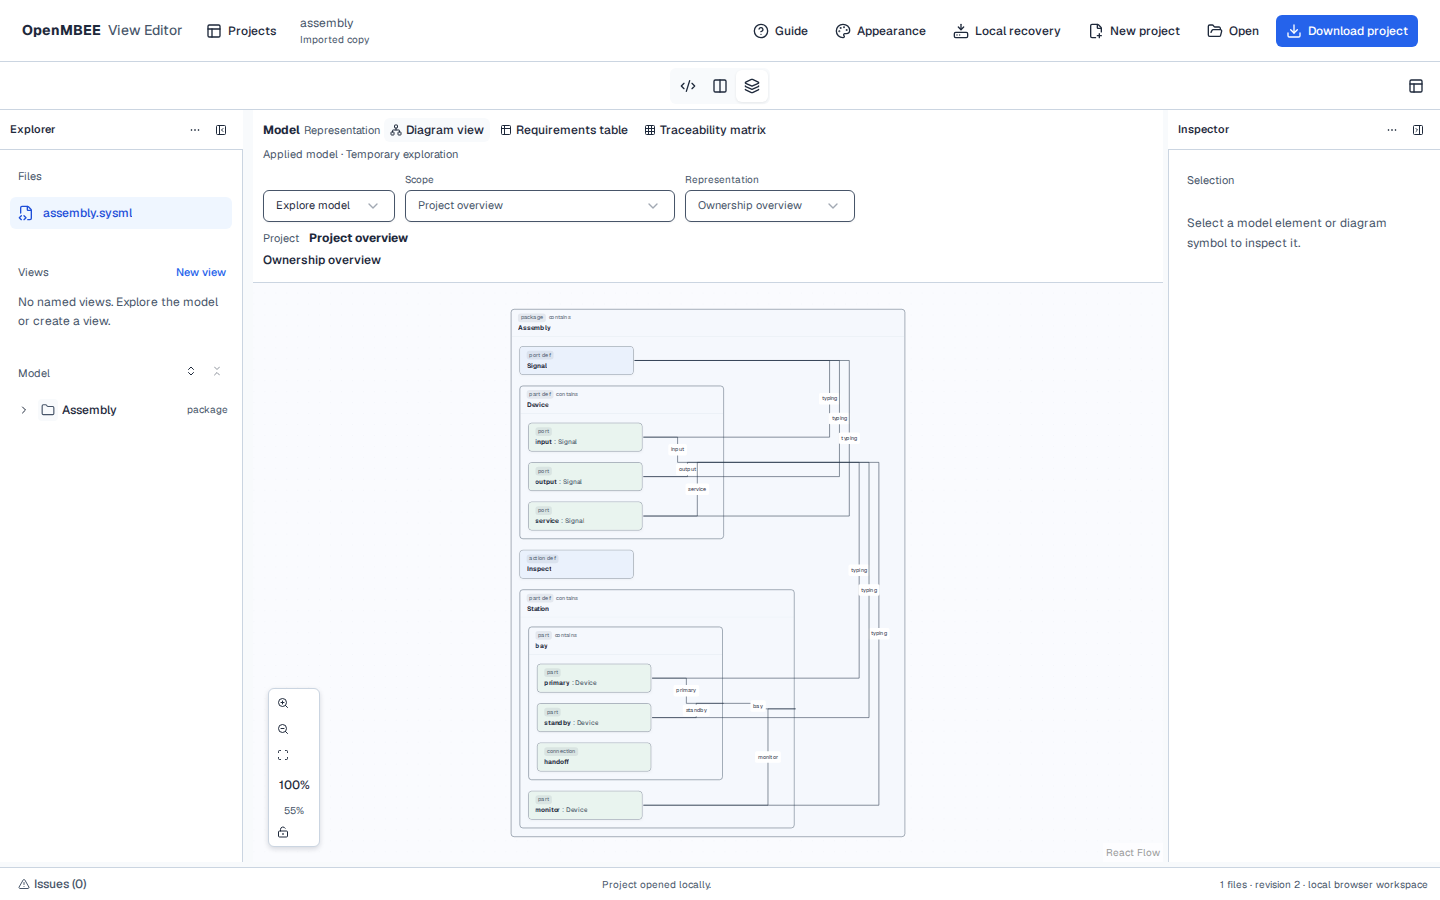 OpenMBEE View Editor
Projects
assembly
Imported copy
Guide
Appearance
Local recovery
New project
Open
Download project
Explorer
Files
assembly.sysml
Views
New view
No named views. Explore the model
or create a view.
Model
Assembly
package
Model Representation Diagram view Requirements table Traceability matrix
Applied model · Temporary exploration
Scope
Representation
Explore model
Project overview
Ownership overview
Project Project overview
Ownership overview
package contains
Assembly
port def
Signal
port def contains
Device
port
input : Signal
port
output : Signal
port
service : Signal
action def
Inspect
part def contains
Station
part contains
bay
part
primary : Device
part
standby : Device
connection
handoff
part
monitor : Device
typing
typing
typing
input
output
service
typing
typing
typing
primary
standby
bay
monitor
100%
55%
React Flow
Inspector
Selection
Select a model element or diagram
symbol to inspect it.
Issues (0)
Project opened locally.
1 files · revision 2 · local browser workspace